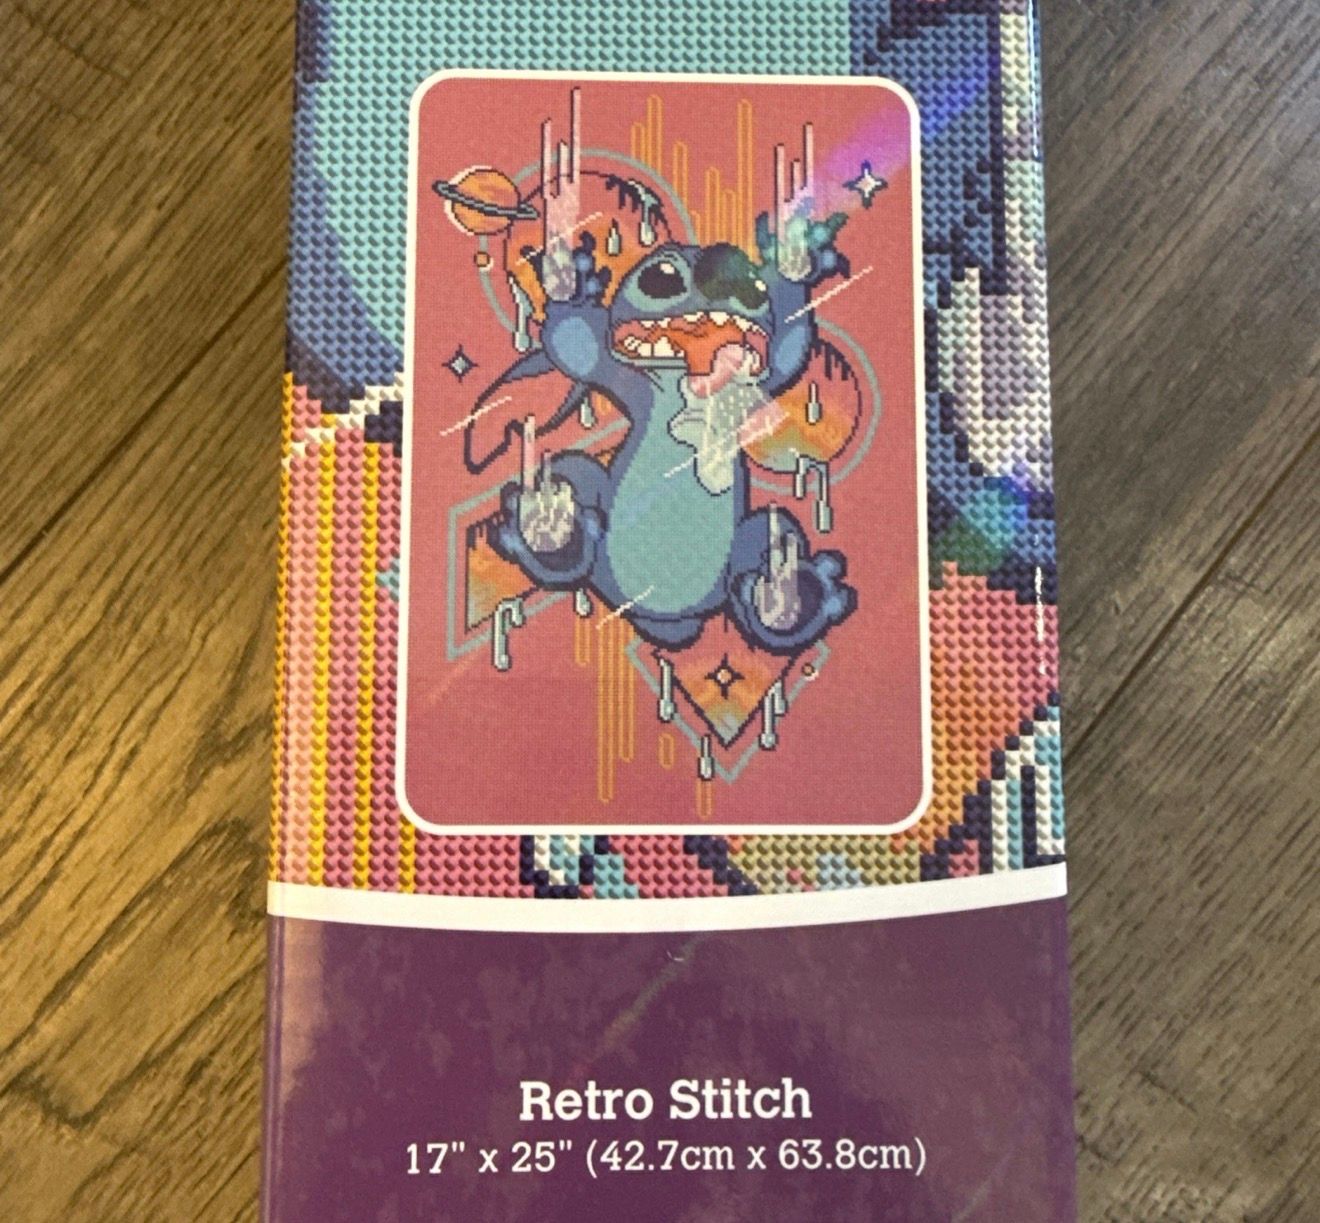 Retro Stitch
17" x 25" (42.7cm x 63.8cm)